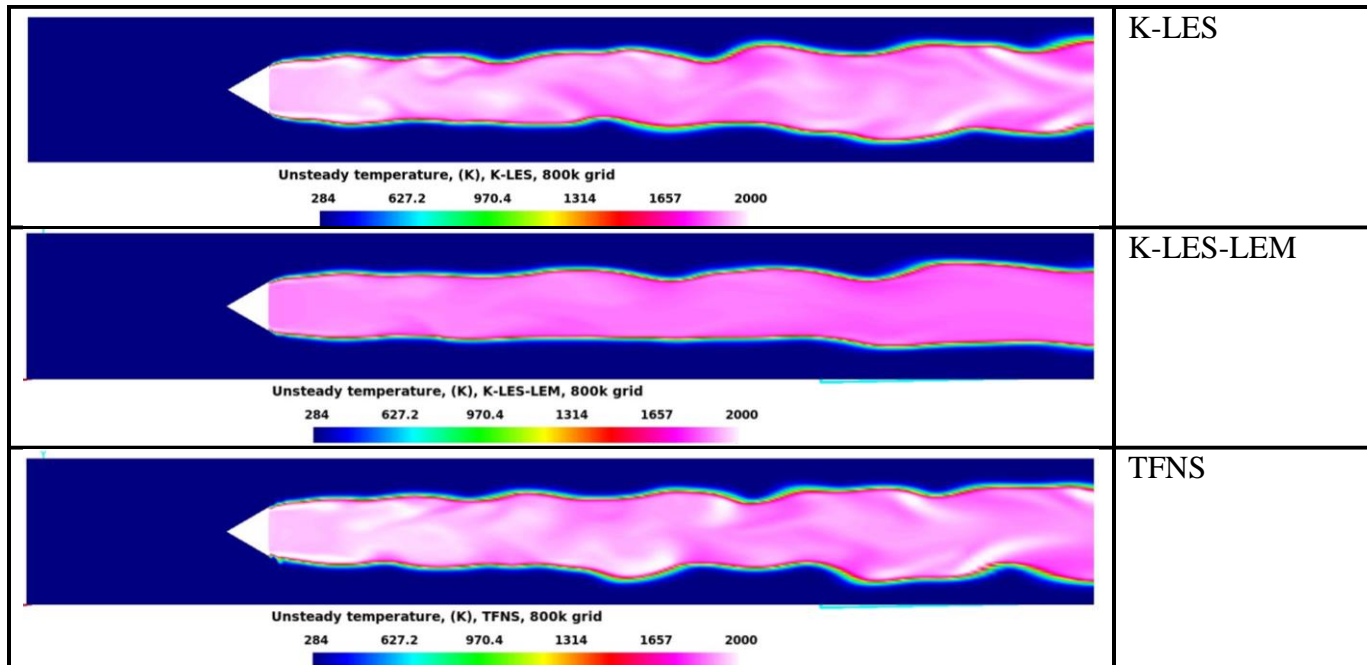 K-LES
Unsteady temperature, (K), K-LES, 800k grid
284 627.2 970.4 1314 1657 2000
K-LES-LEM
Unsteady temperature, (K), K-LES-LEM, 800k grid
284 627.2 970.4 1314 1657 2000
TFNS
Unsteady temperature, (K), TFNS, 800k grid
284 627.2 970.4 1314 1657 2000